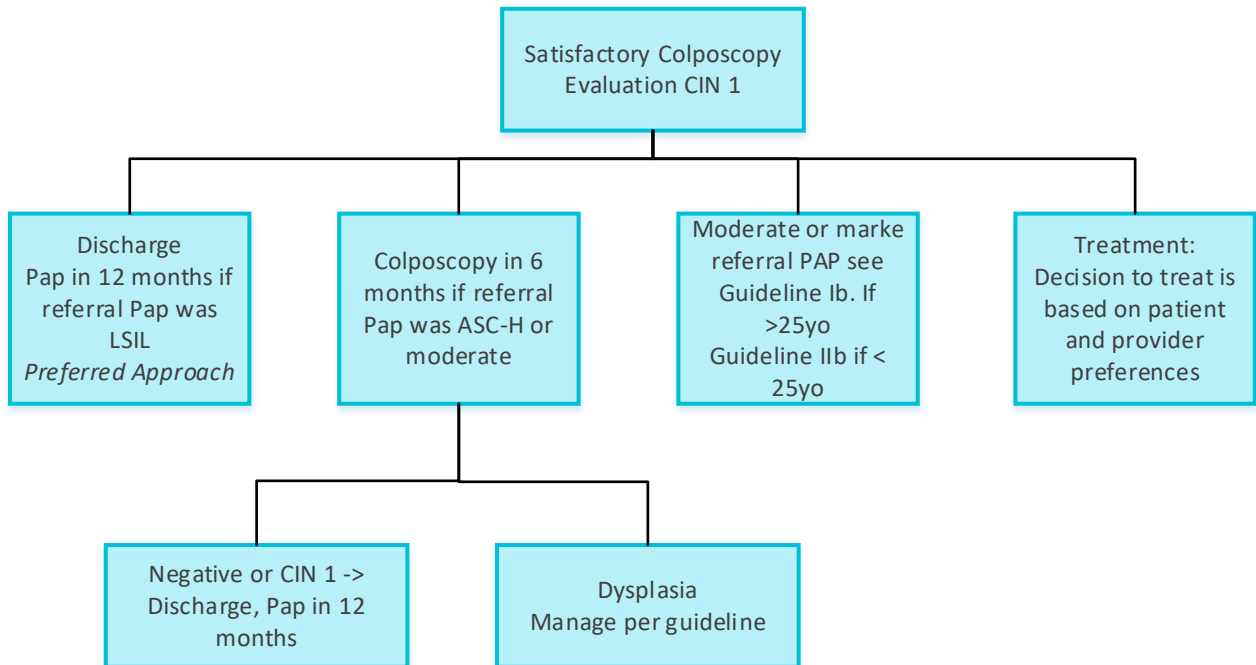 Satisfactory Colposcopy
Evaluation CIN 1
Discharge
Pap in 12 months if
referral Pap was
LSIL
Preferred Approach
Colposcopy in 6
months if referral
Pap was ASC-H or
moderate
Moderate or marke
referral PAP see
Guideline Ib. If
>25yo
Guideline IIb if <
25yo
Treatment:
Decision to treat is
based on patient
and provider
preferences
Negative or CIN 1 ->
Discharge, Pap in 12
months
Dysplasia
Manage per guideline